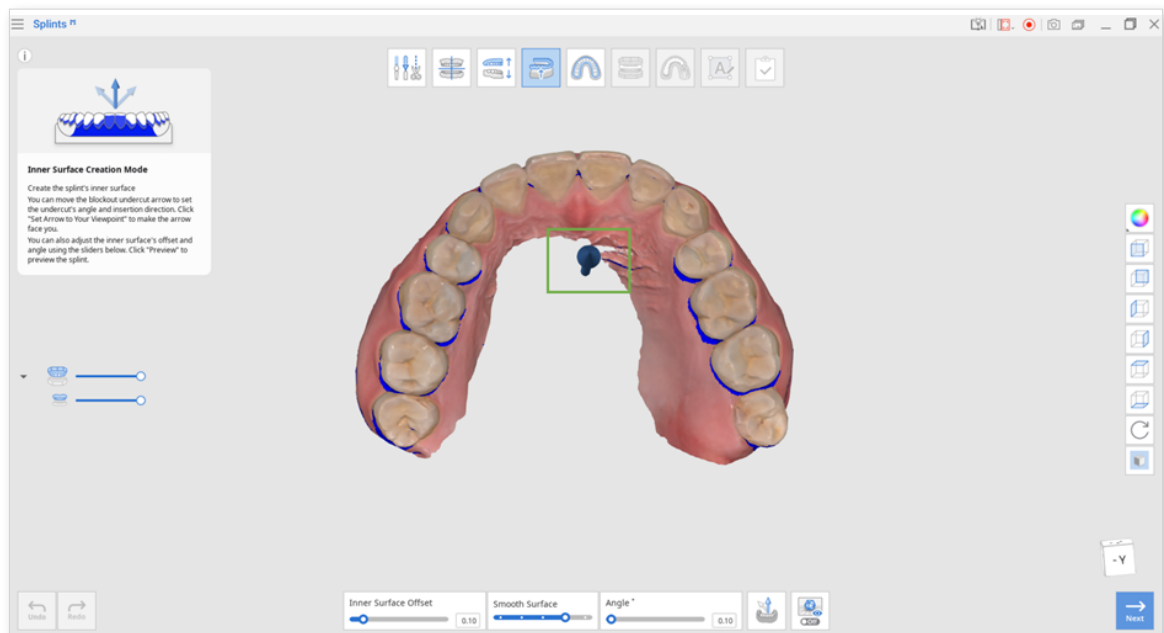 Splints
Inner Surface Creation Mode
Create the splint's inner surface
You can move the blockout undercut arrow to set
the undercut's angle and insertion direction. Click
"Set Arrow to Your Viewpoint" to make the arrow
face you.
You can also adjust the inner surface's offset and
angle using the sliders below. Click "Preview" to
preview the splint.
A
- Y
Undo
Redo
Inner Surface Offset
0.10
Smooth Surface
Angle °
0.10
Off
Next